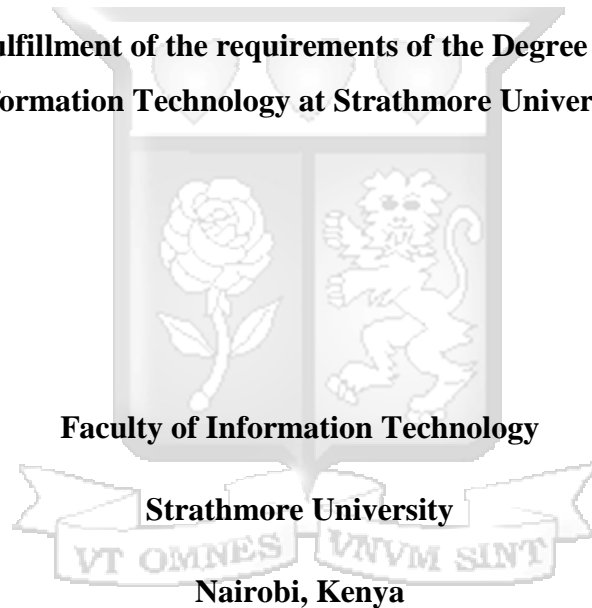 ulfillment of the requirements of the Degree
formation Technology at Strathmore Univer
Faculty of Information Technology
Strathmore University
VT OMNES VNVM SINT
Nairobi, Kenya